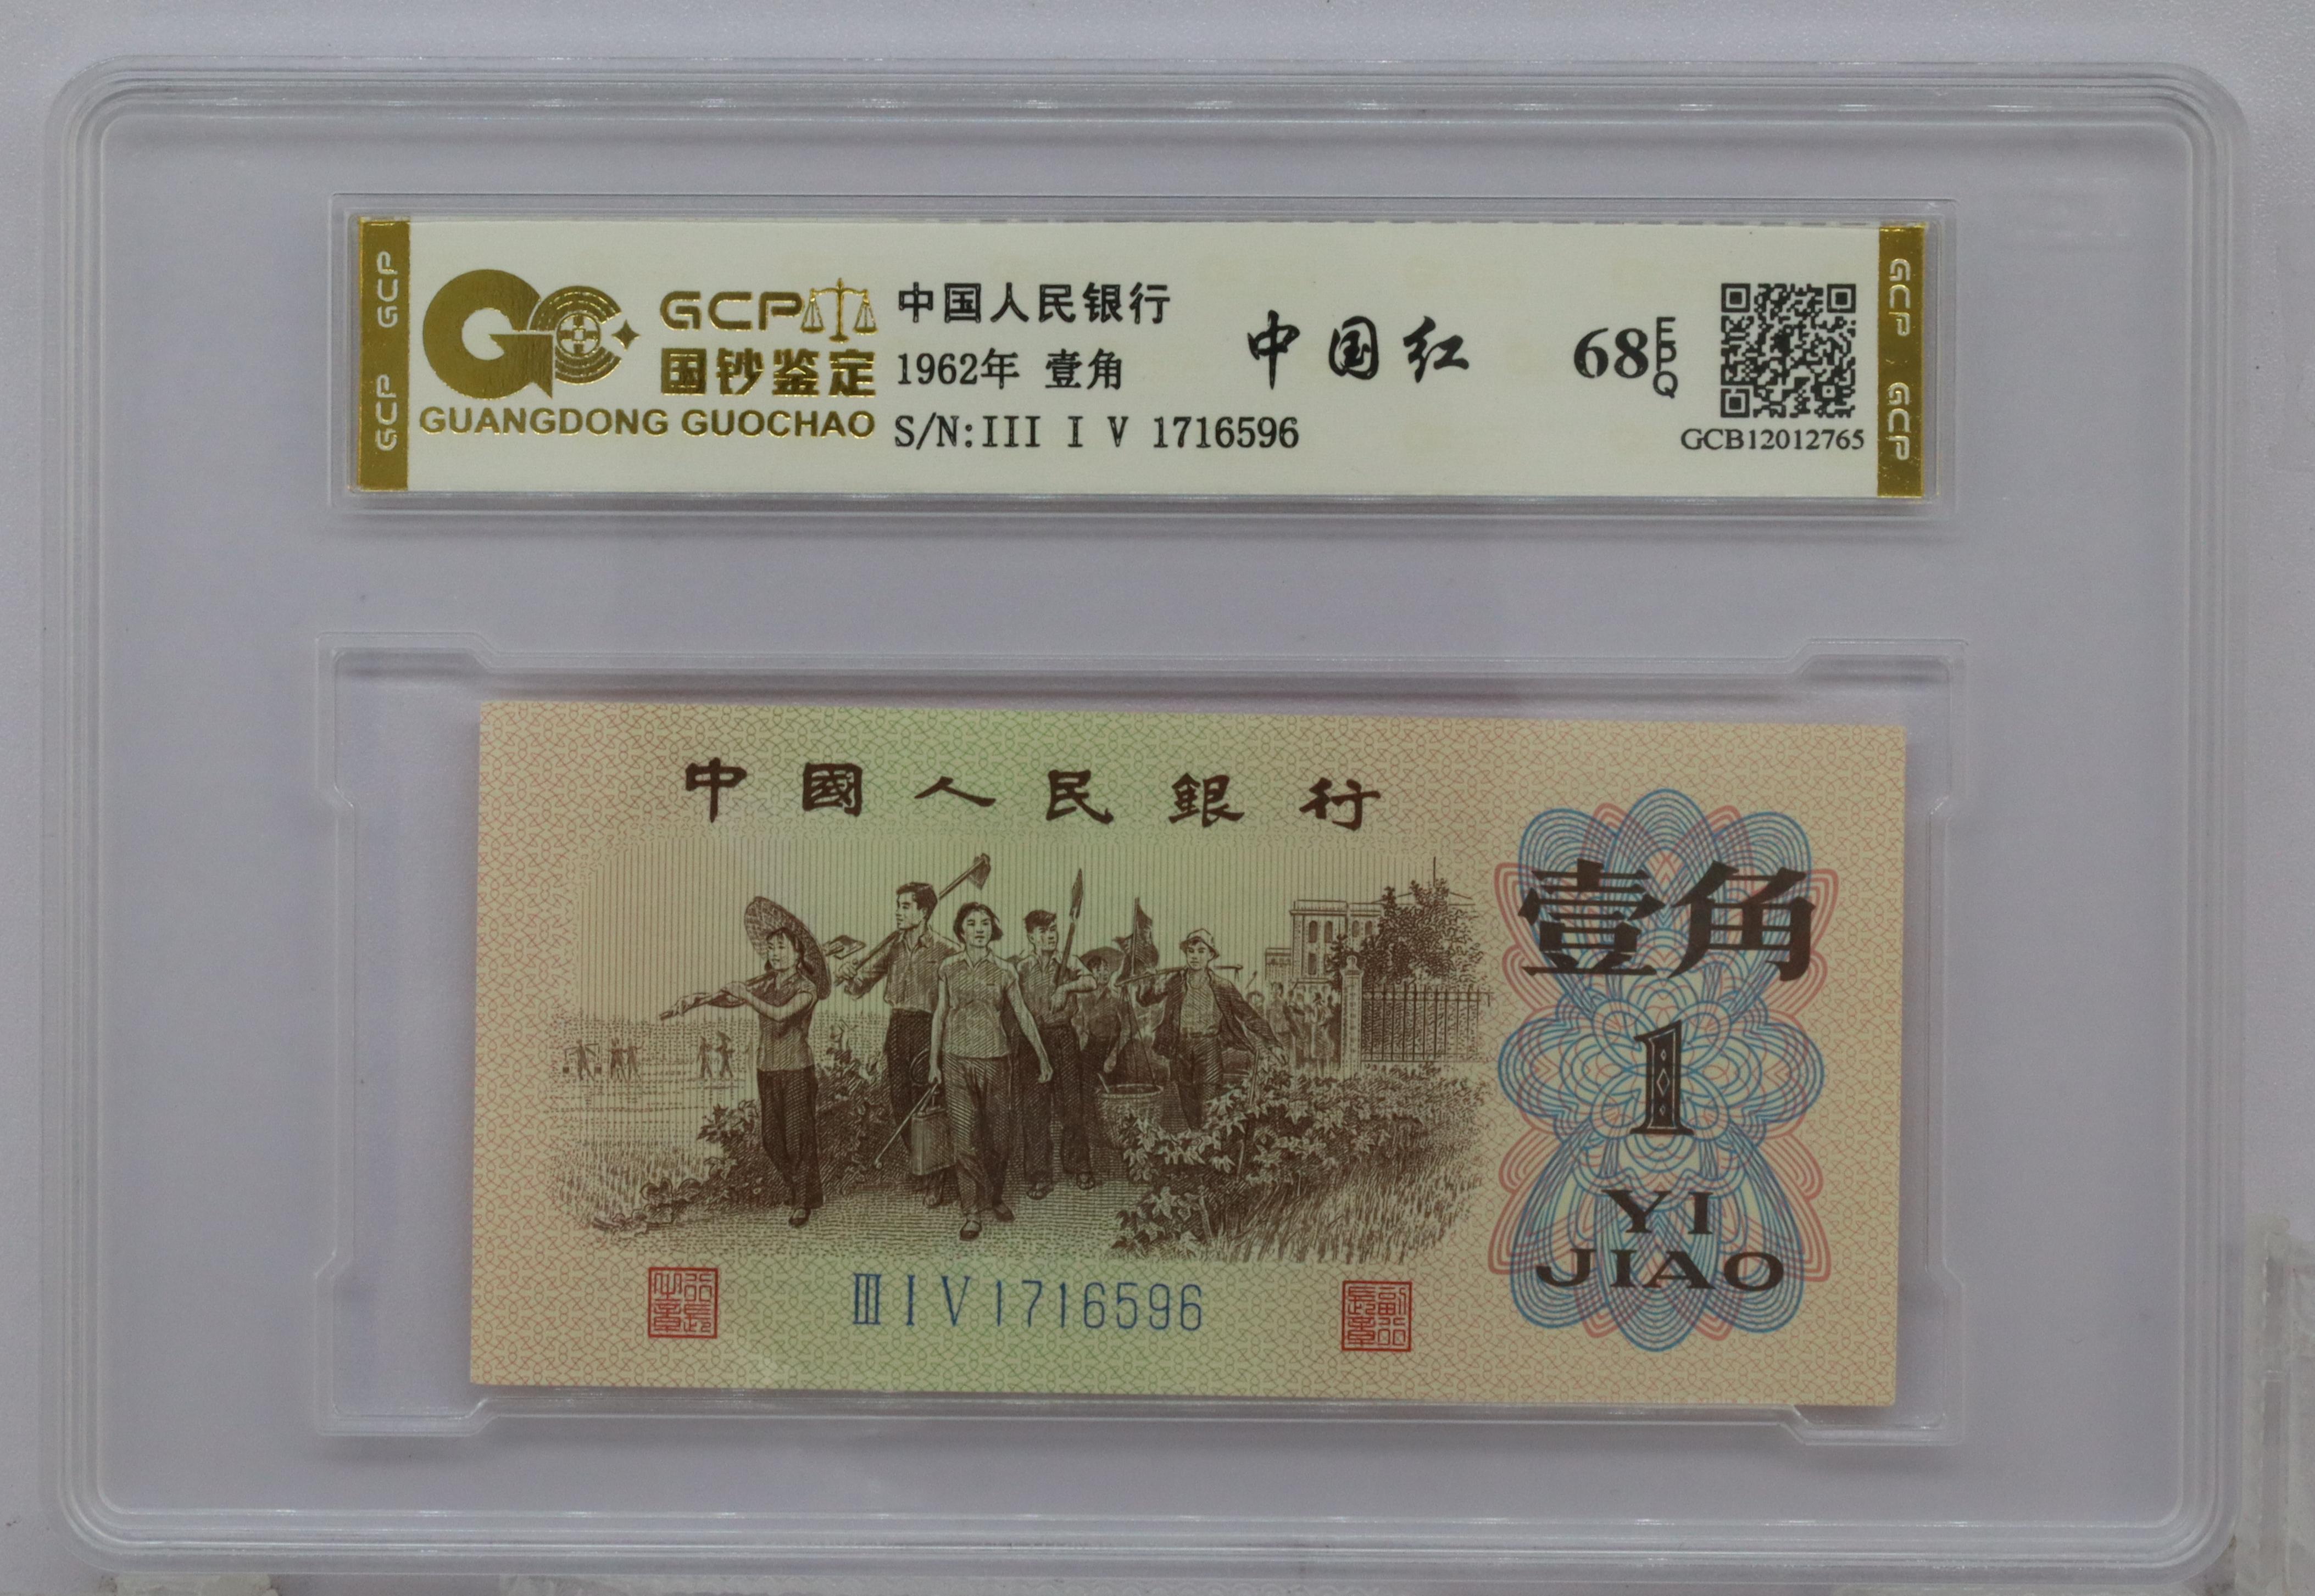 GCP GCP
GCP
国钞鉴定
GUANGDONG GUOCHAO
中国人民银行
1962年 壹角
S/N:III I V 1716596
中国红
68 EPQ
GCB12012765
GCP GCP
中國人民銀行
壹角
1
YI
JIAO
III I V 1716596